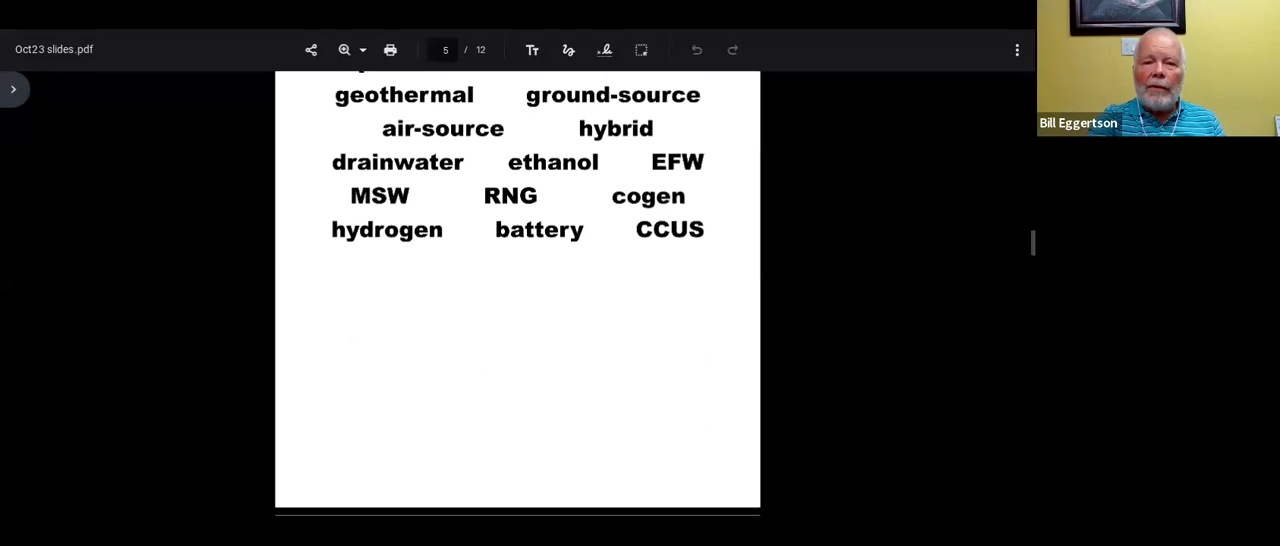 Oct23 slides.pdf
5 / 12
geothermal ground-source
air-source hybrid
drainwater ethanol EFW
MSW RNG cogen
hydrogen battery CCUS
Bill Eggertson